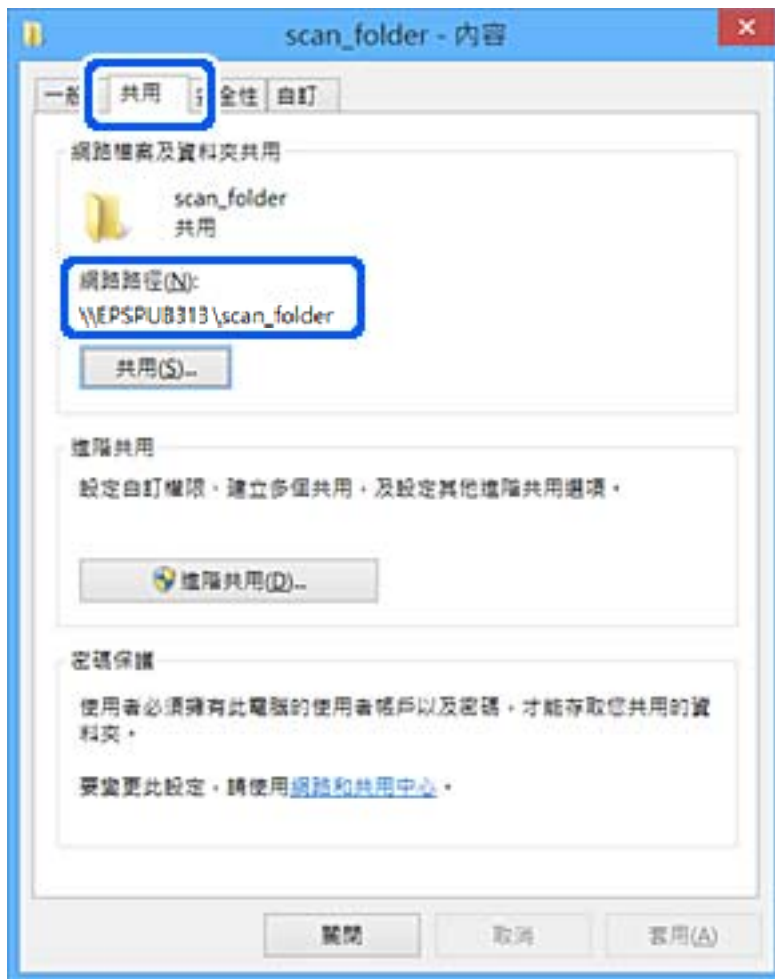 scan_folder - 內容
一般 共用 安全性 自訂
網路檔案及資料夾共用
scan_folder
共用
網路路徑(N):
\\EPSPUB313\scan_folder
共用(S)...
進階共用
設定自訂權限、建立多個共用，及設定其他進階共用選項。
進階共用(D)...
密碼保護
使用者必須擁有此電腦的使用者帳戶以及密碼，才能存取您共用的資
料夾。
要變更此設定，請使用網路和共用中心。
關閉 取消 套用(A)